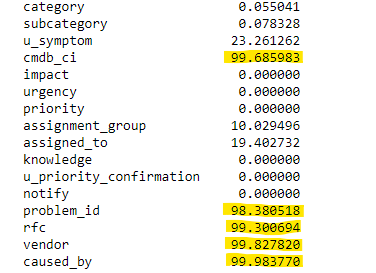 category 0.055041
subcategory 0.078328
u_symptom 23.261262
cmdb_ci 99.685983
impact 0.000000
urgency 0.000000
priority 0.000000
assignment_group 10.029496
assigned_to 19.402732
knowledge 0.000000
u_priority_confirmation 0.000000
notify 0.000000
problem_id 98.380518
rfc 99.300694
vendor 99.827820
caused_by 99.983770